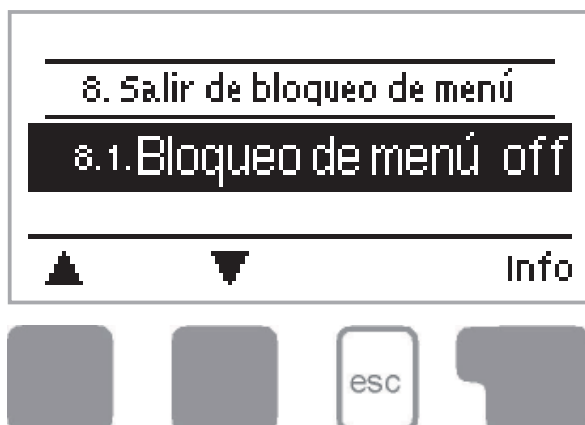 8. Salir de bloqueo de menú
8.1.Bloqueo de menú off
Info
esc